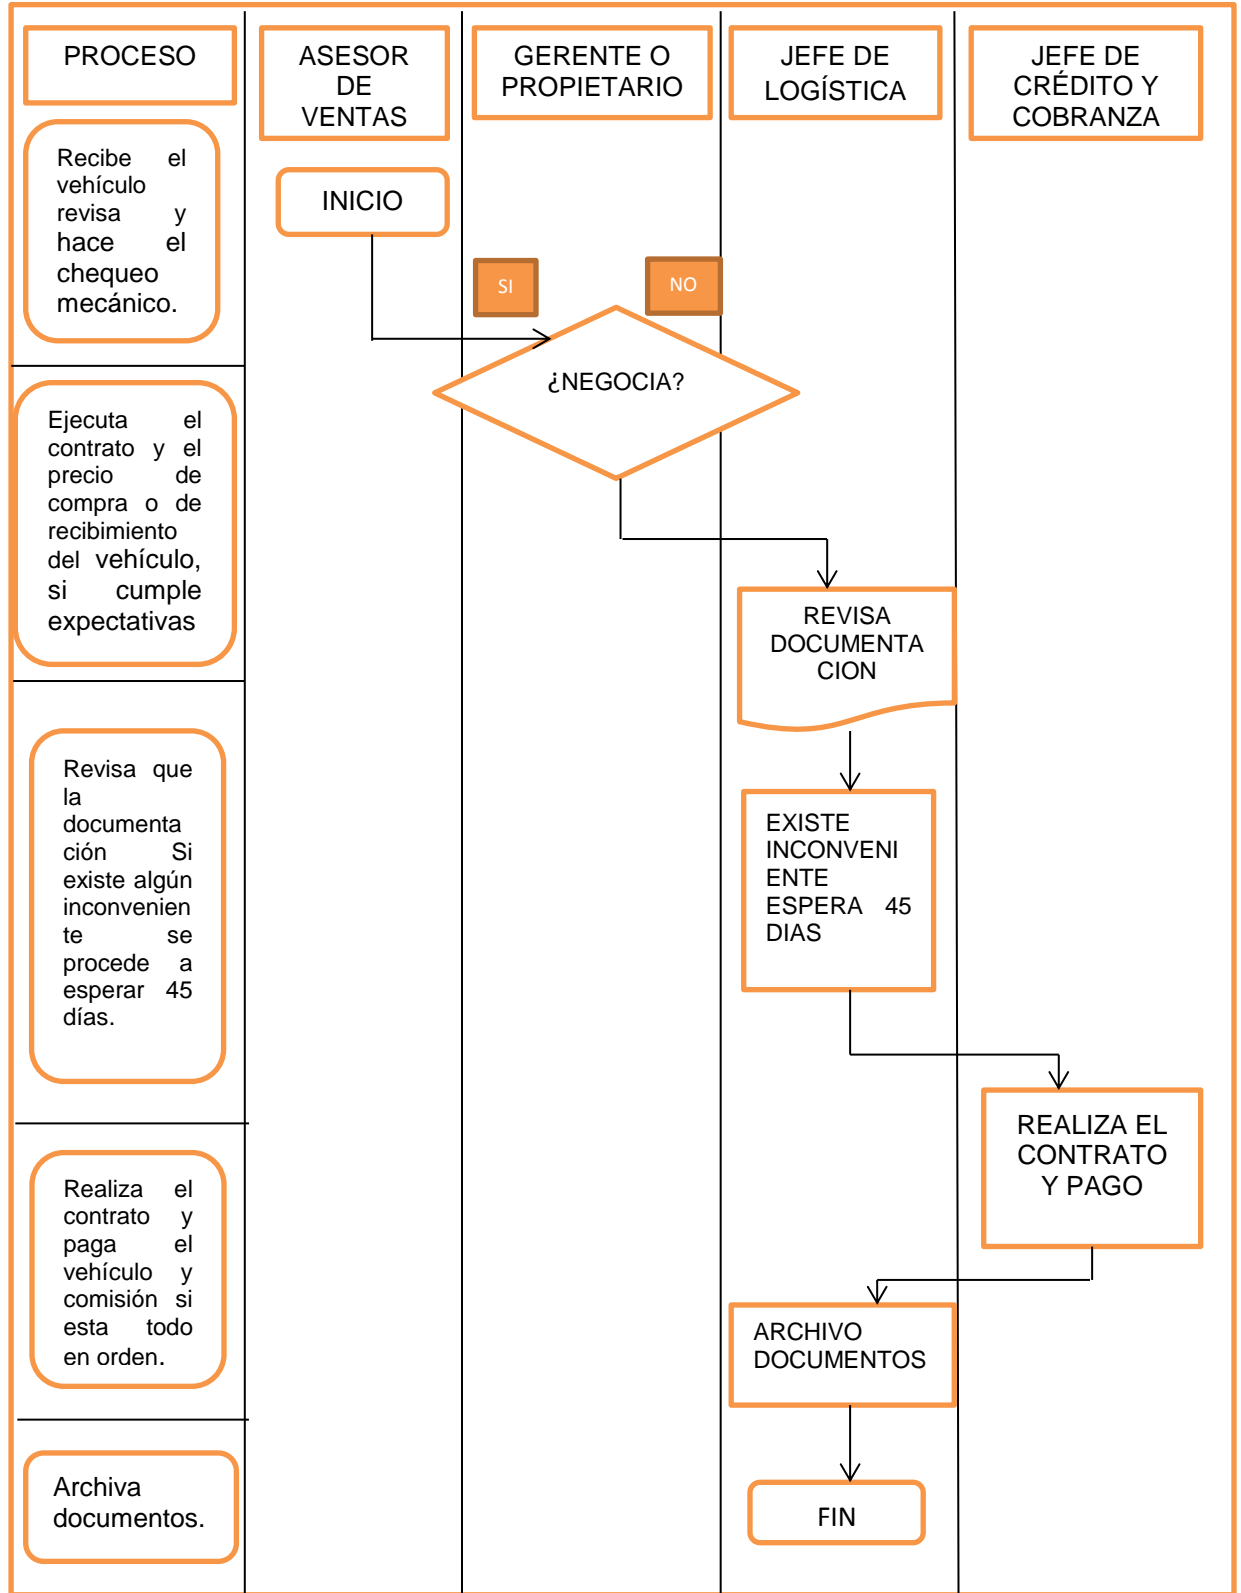 PROCESO
ASESOR
DE
VENTAS
GERENTE O
PROPIETARIO
JEFE DE
LOGÍSTICA
JEFE DE
CRÉDITO Y
COBRANZA
Recibe el
vehículo
revisa y
hace el
chequeo
mecánico.
INICIO
SI
NO
¿NEGOCIA?
Ejecuta el
contrato y el
precio de
compra o de
recibimiento
del vehículo,
si cumple
expectativas
REVISA
DOCUMENTA
CION
Revisa que
la
documenta
ción Si
existe algún
inconvenien
te se
procede a
esperar 45
días.
EXISTE
INCONVENI
ENTE
ESPERA 45
DIAS
REALIZA EL
CONTRATO
Y PAGO
Realiza el
contrato y
paga el
vehículo y
comisión si
esta todo
en orden.
ARCHIVO
DOCUMENTOS
Archiva
documentos.
FIN